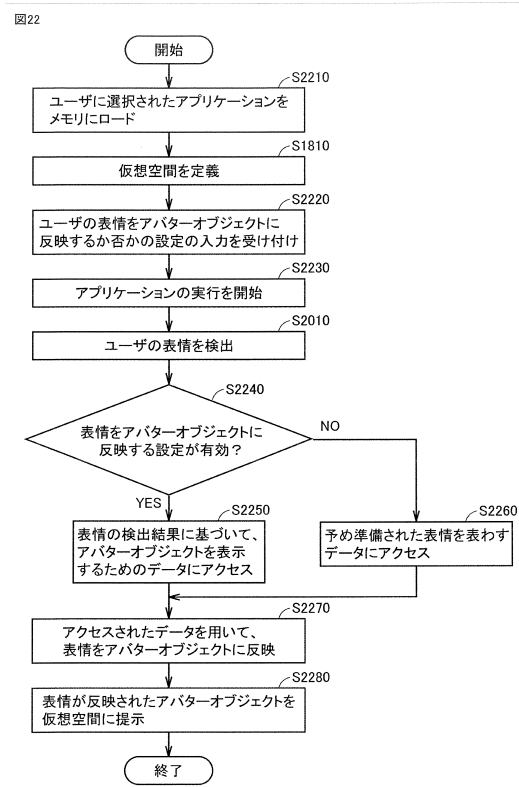 図22
開始
S2210
ユーザに選択されたアプリケーションを
メモリにロード
S1810
仮想空間を定義
S2220
ユーザの表情をアバターオブジェクトに
反映するか否かの設定の入力を受け付け
S2230
アプリケーションの実行を開始
S2010
ユーザの表情を検出
S2240
表情をアバターオブジェクトに
反映する設定が有効？
NO
YES
S2250
表情の検出結果に基づいて、
アバターオブジェクトを表示
するためのデータにアクセス
S2260
予め準備された表情を表わす
データにアクセス
S2270
アクセスされたデータを用いて、
表情をアバターオブジェクトに反映
S2280
表情が反映されたアバターオブジェクトを
仮想空間に提示
終了